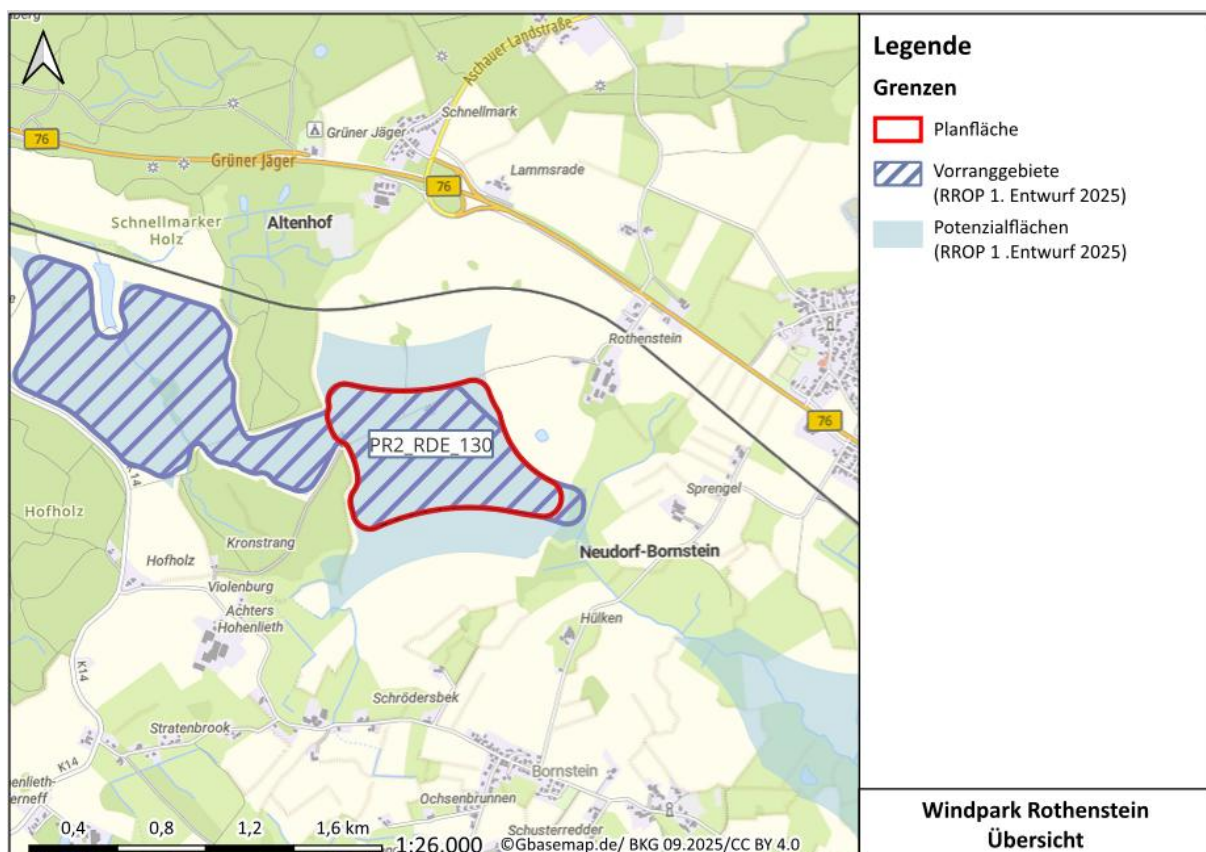 Aschauer Landstraße
Schnellmark
76
Grüner Jäger
Grüner Jäger
Lammsrade
76
Schnellmarker
Holz
Altenhof
Rothenstein
76
PR2_RDE_130
K14
Sprengel
Hofholz
Kronstrang
Hofholz
Neudorf-Bornstein
Violenburg
Achters
Hohenlieth
Hülken
K14
Schrödersbek
Stratenbrook
K14
Bornstein
Ochsenbrunnen
Schusterredder
0,4 0,8 1,2 1,6 km
1:26.000 ©Gbasemap.de/ BKG 09.2025/CC BY 4.0
Legende
Grenzen
Planfläche
Vorranggebiete
(RROP 1. Entwurf 2025)
Potenzialflächen
(RROP 1 .Entwurf 2025)
Windpark Rothenstein
Übersicht